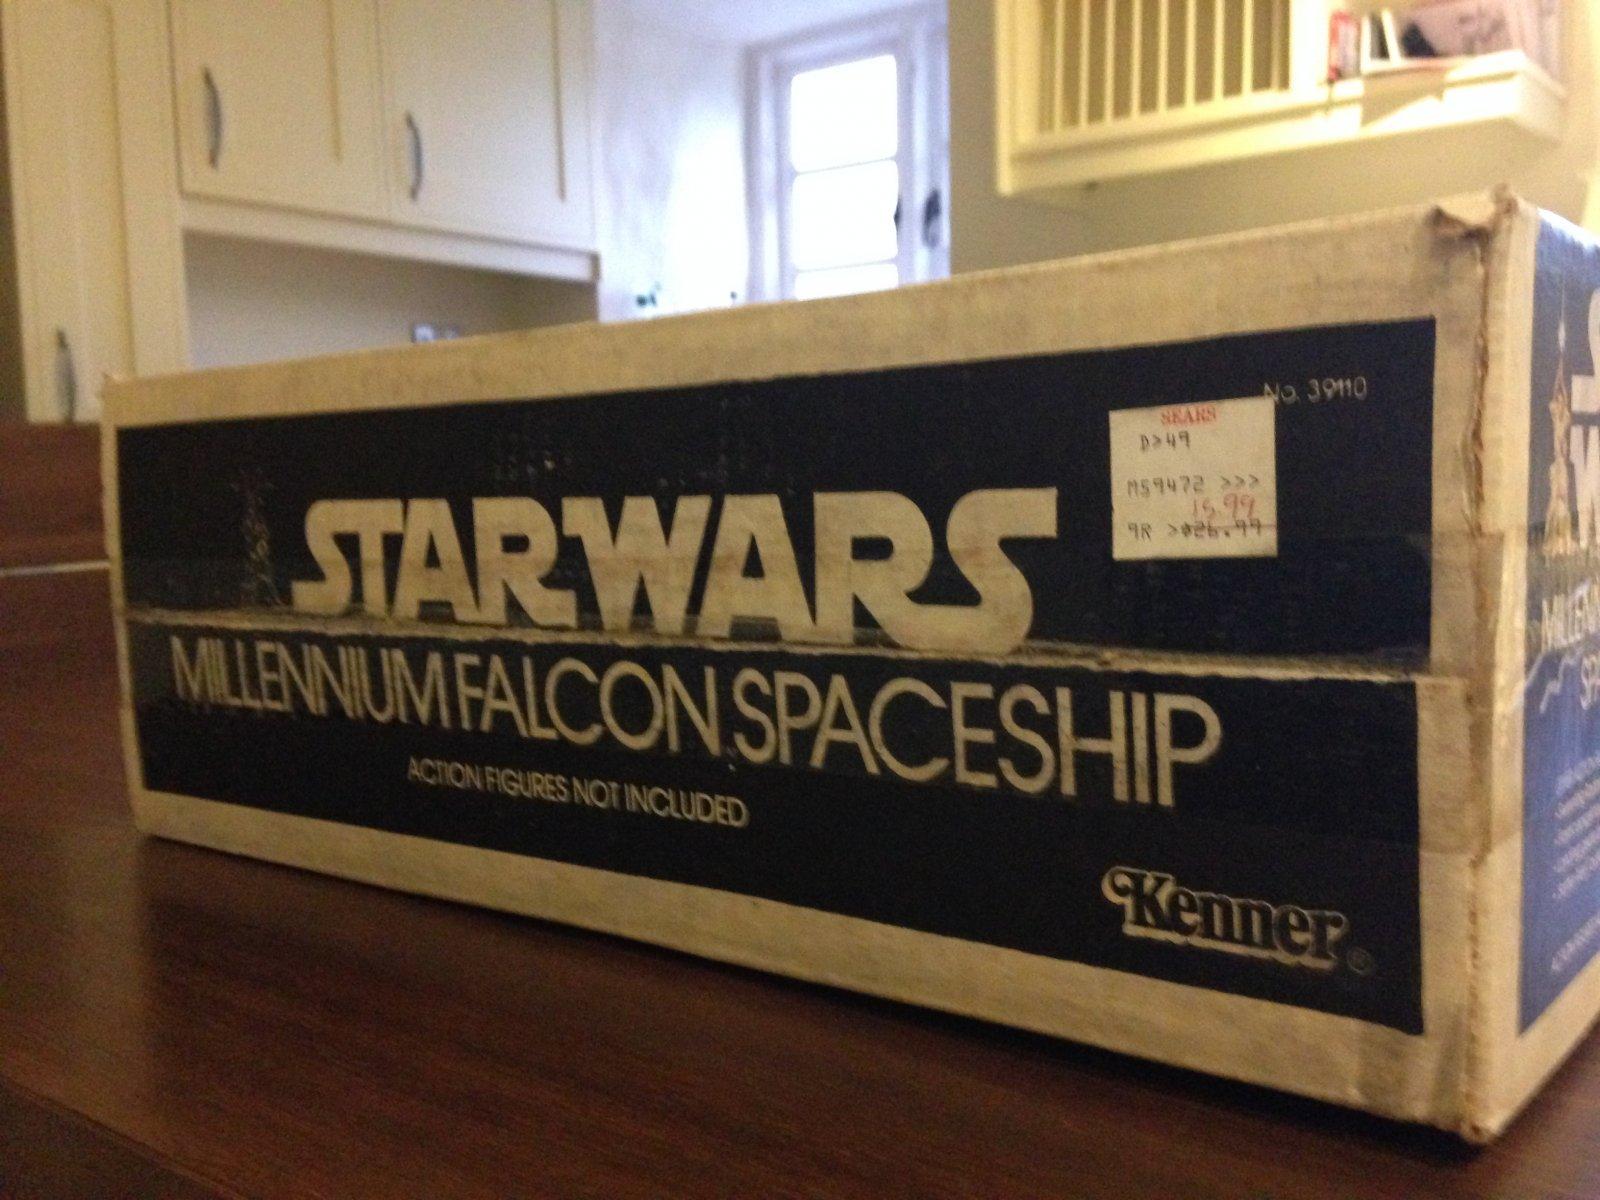 No. 39110
SEARS
D>49
M59472 >>>
15.99
9R >$26.99
STAR WARS
MILLENNIUM FALCON SPACESHIP
ACTION FIGURES NOT INCLUDED
Kenner ®